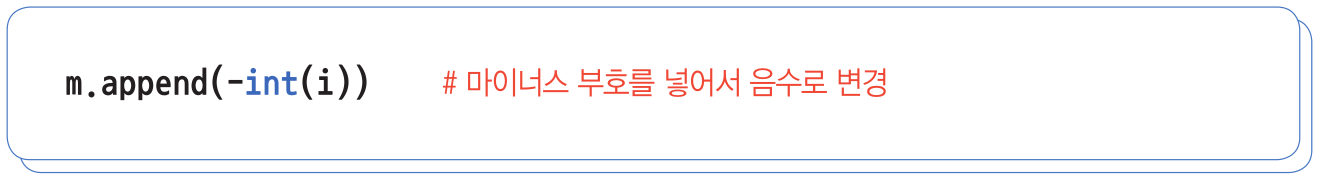 m.append(-int(i)) # 마이너스 부호를 넣어서 음수로 변경